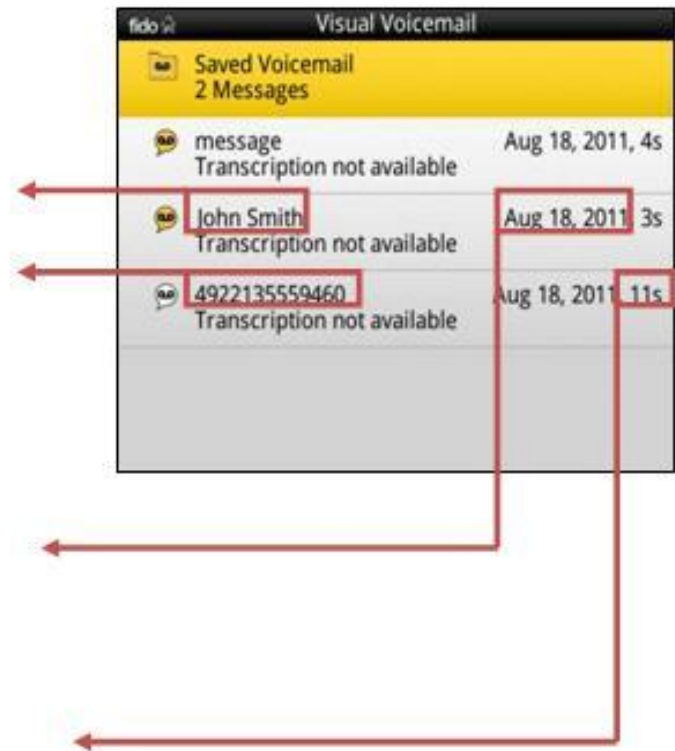 fido Visual Voicemail
Saved Voicemail
2 Messages
message Aug 18, 2011, 4s
Transcription not available
John Smith Aug 18, 2011, 3s
Transcription not available
4922135559460 Aug 18, 2011, 11s
Transcription not available